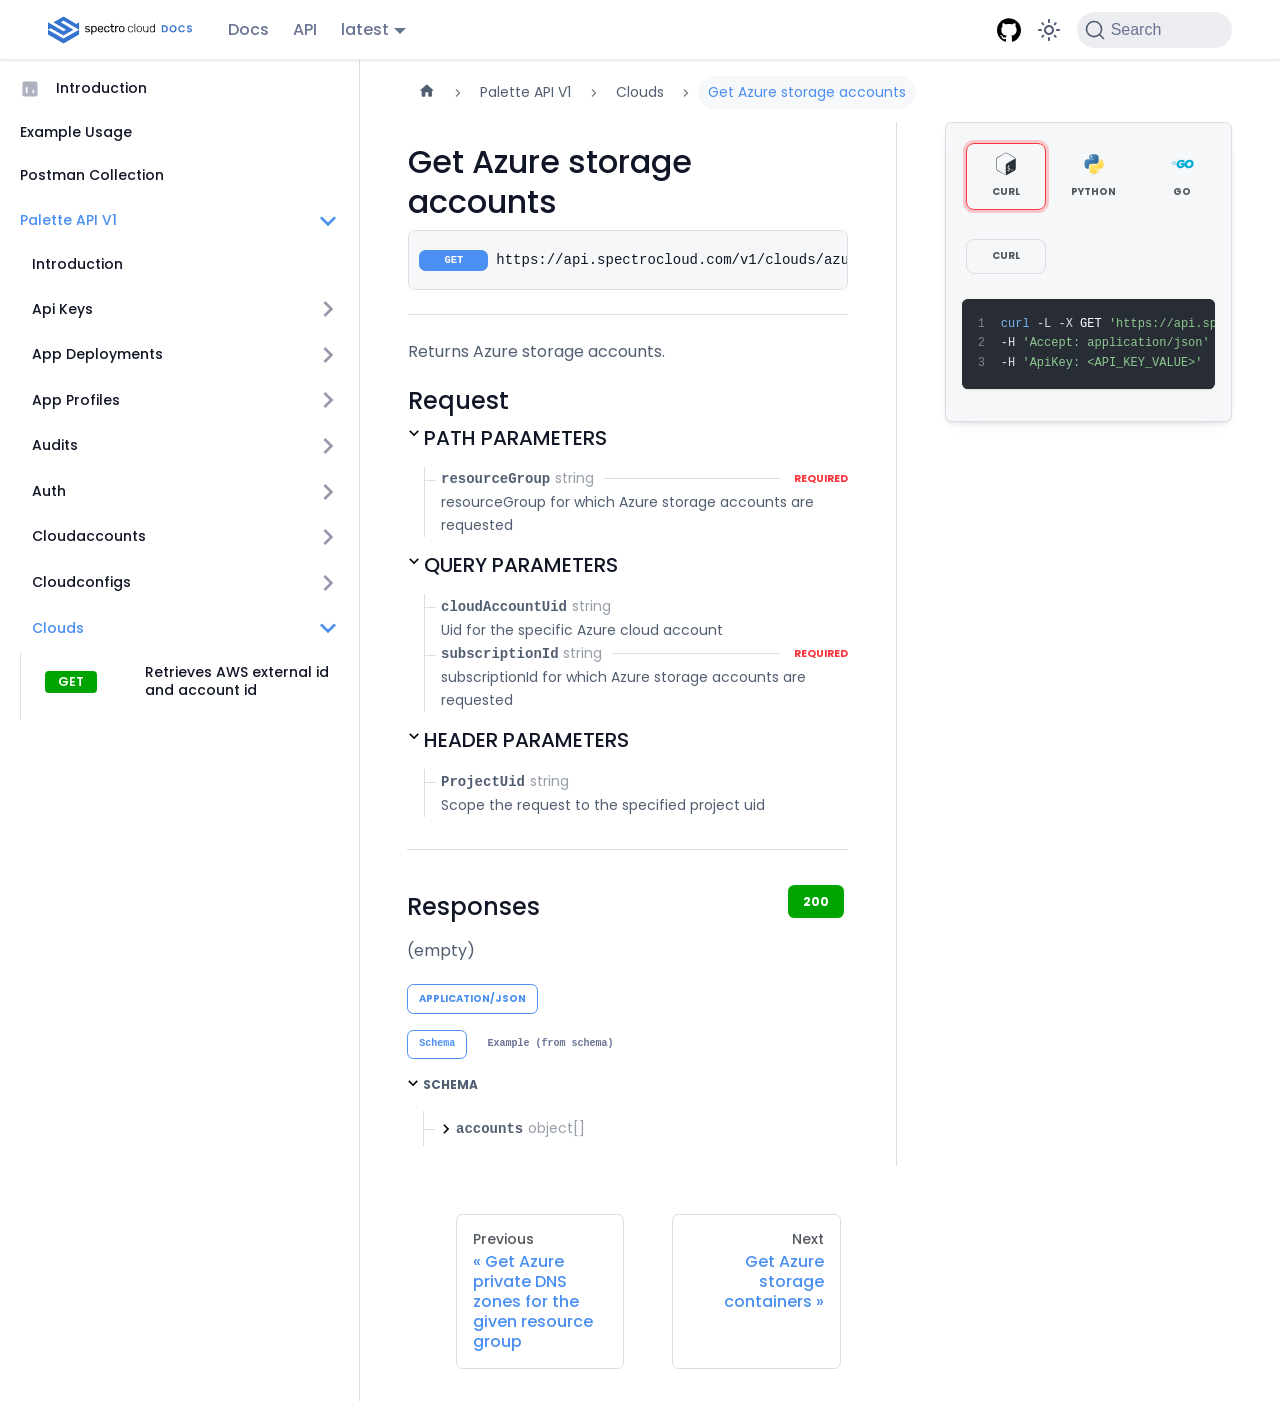 spectro cloud DOCS
Docs
API
latest
Search
Introduction
Example Usage
Postman Collection
Palette API V1
Introduction
Api Keys
App Deployments
App Profiles
Audits
Auth
Cloudaccounts
Cloudconfigs
Clouds
GET Retrieves AWS external id
and account id
Palette API V1
Clouds
Get Azure storage accounts
Get Azure storage
accounts
GET https://api.spectrocloud.com/v1/clouds/azu
Returns Azure storage accounts.
Request
PATH PARAMETERS
resourceGroup string REQUIRED
resourceGroup for which Azure storage accounts are
requested
QUERY PARAMETERS
cloudAccountUid string
Uid for the specific Azure cloud account
subscriptionId string REQUIRED
subscriptionId for which Azure storage accounts are
requested
HEADER PARAMETERS
ProjectUid string
Scope the request to the specified project uid
Responses
200
(empty)
APPLICATION/JSON
Schema
Example (from schema)
SCHEMA
accounts object[]
CURL
PYTHON
GO
GO
CURL
1 curl -L -X GET 'https://api.sp
2 -H 'Accept: application/json'
3 -H 'ApiKey: <API_KEY_VALUE>'
Previous
« Get Azure
private DNS
zones for the
given resource
group
Next
Get Azure
storage
containers »